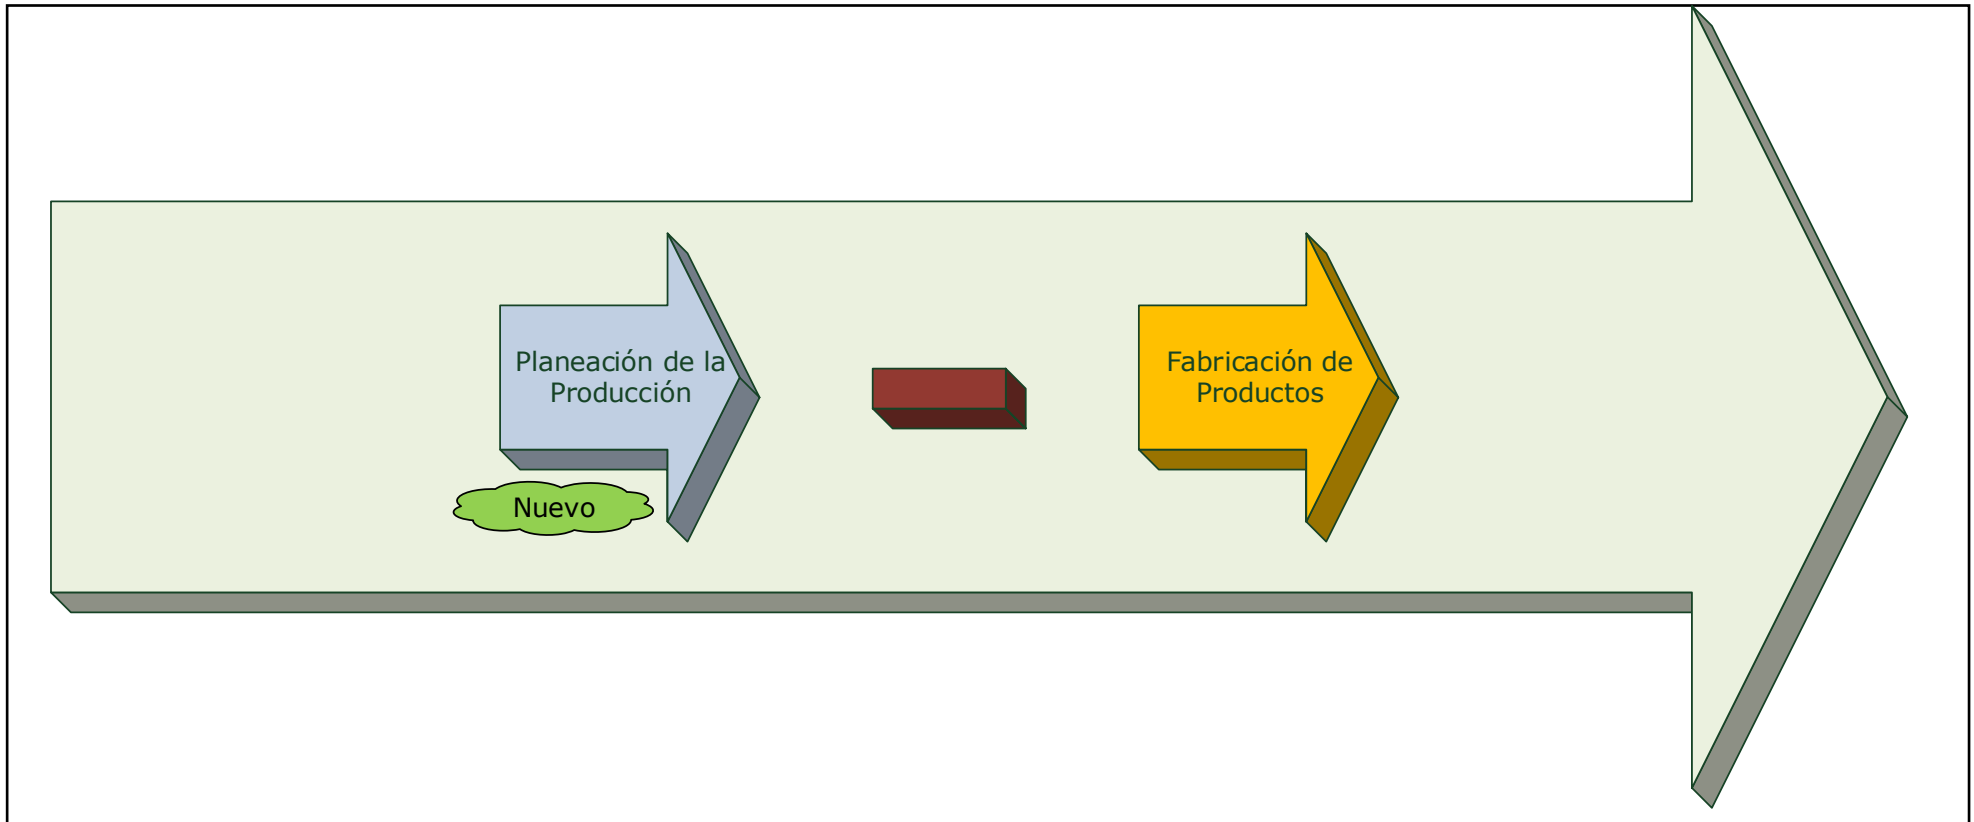 Planeación de la
Producción
Fabricación de
Productos
Nuevo